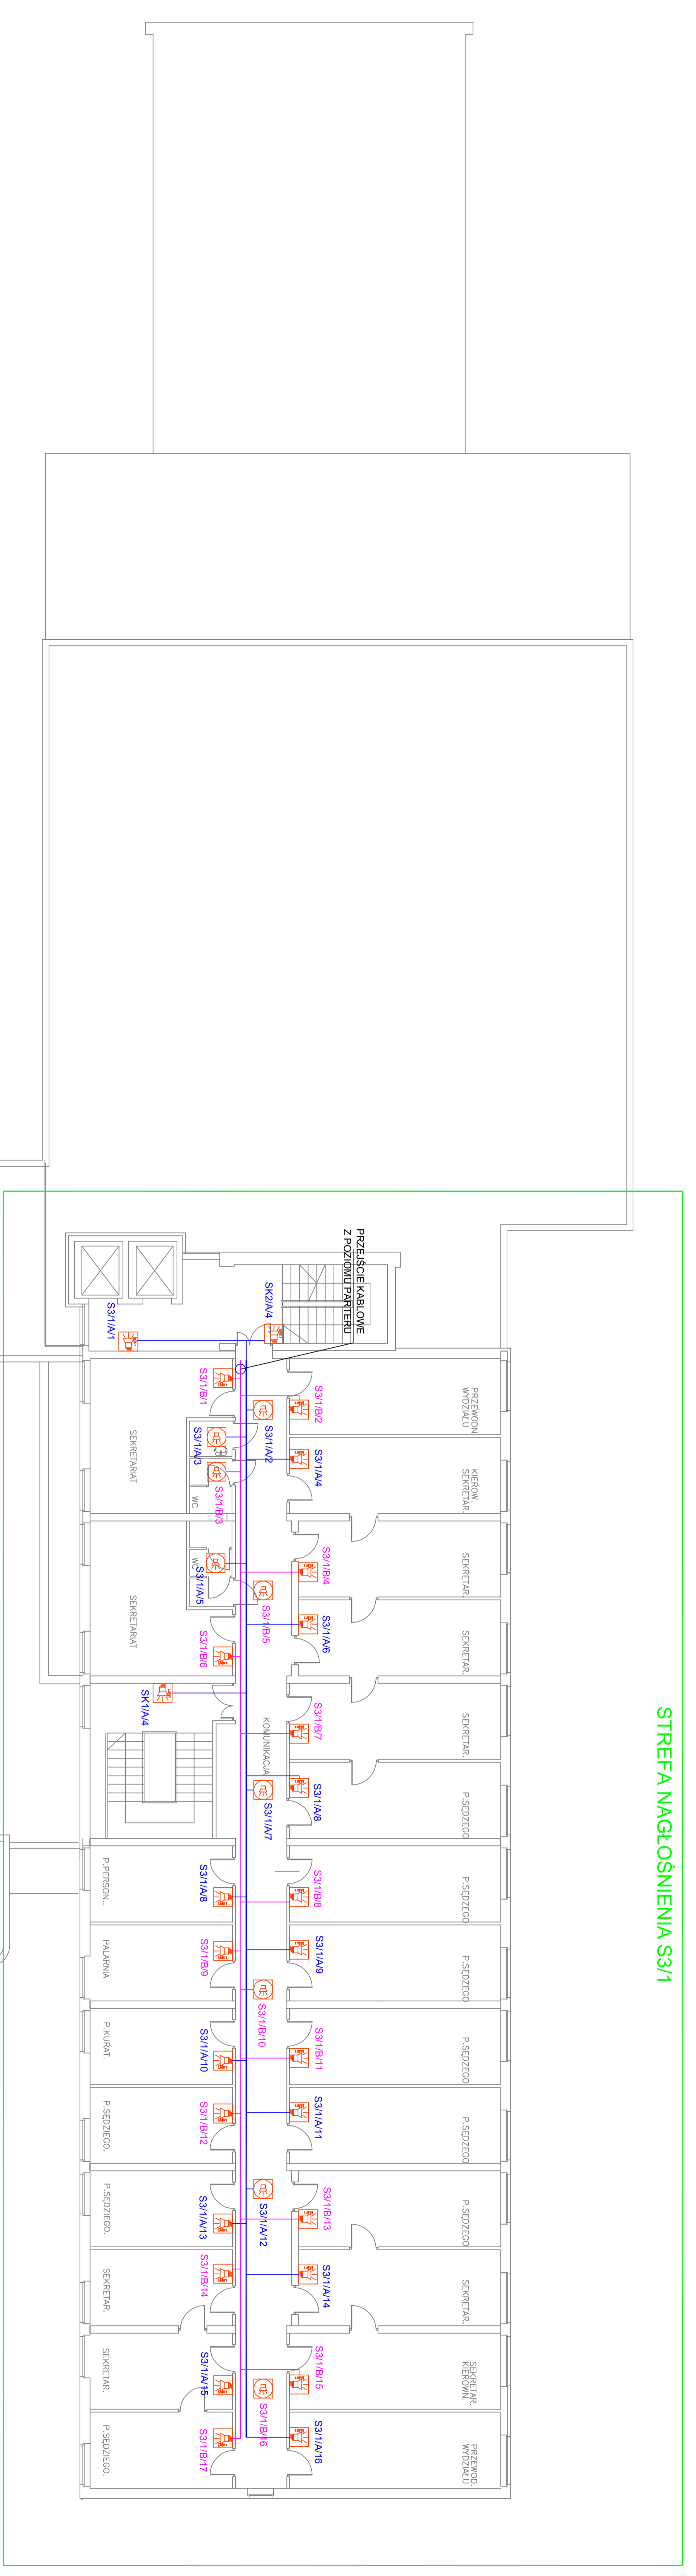 STREFA NAGŁOŚNIENIA S3/1
PRZEJŚCIE KABLOWE
Z POZIOMU PARTERU
SK2/A/4
S3/1/A/1
PRZEWODN.
WYDZIAŁU
KIEROW.
SEKRETAR.
SEKRETAR.
SEKRETAR.
SEKRETAR.
P.SĘDZEGO
P.SĘDZEGO
P.SĘDZEGO
P.SĘDZEGO
P.SĘDZEGO
P.SĘDZEGO
SEKRETAR.
SEKRETAR.
KIEROWN.
PRZEWOD.
WYDZIAŁU
S3/1/B/2
S3/1/A/4
S3/1/B/4
S3/1/A/6
S3/1/B/7
S3/1/A/8
S3/1/B/8
S3/1/A/9
S3/1/B/11
S3/1/A/11
S3/1/B/13
S3/1/A/14
S3/1/B/15
S3/1/A/16
S3/1/A/2
S3/1/B/5
KOMUNIKACJA
S3/1/A/7
S3/1/B/10
S3/1/A/12
S3/1/B/16
S3/1/B/1
S3/1/A/3
S3/1/B/3
WC
WC
S3/1/A/5
S3/1/B/6
SK1/A/4
S3/1/A/8
S3/1/B/9
S3/1/A/10
S3/1/B/12
S3/1/A/13
S3/1/B/14
S3/1/A/15
S3/1/B/17
SEKRETARIAT
SEKRETARIAT
P.PERSON..
PALARNIA
P.KURAT.
P.SĘDZIEGO.
P.SĘDZIEGO.
SEKRETAR.
SEKRETAR.
P.SĘDZIEGO.